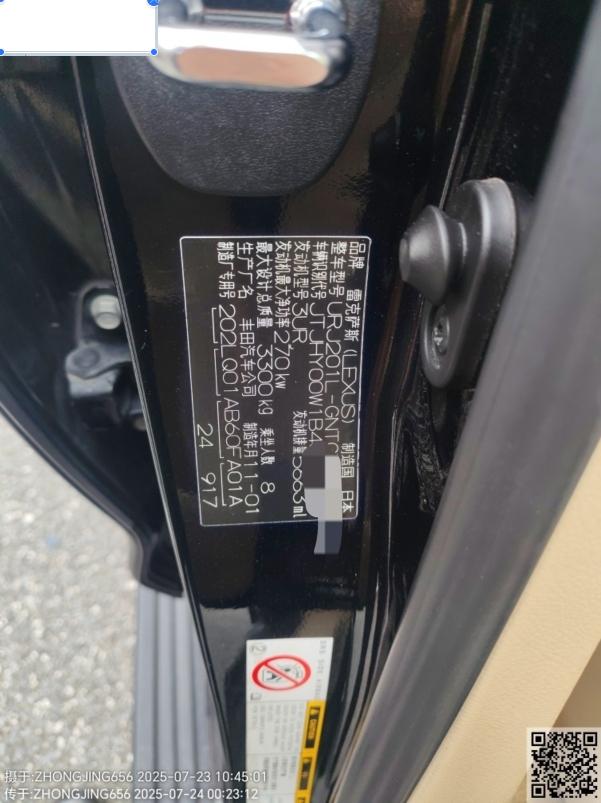 品牌 雷克萨斯 (LEXUS) 制造国 日本
整车型号 URJ201L-GNT
车辆识别代号 JTJHY00W1B4
发动机型号 3UR 发动机排量 5663 ml
发动机最大净功率 270 kw
最大设计总质量 3300 kg 乘坐人数 8
生产厂名 丰田汽车公司 制造年月 11-01
制造厂专用号 202LQ01AB60FA01A
24 917
摄于:ZHONGJING656 2025-07-23 10:45:01
传于:ZHONGJING656 2025-07-24 00:23:12